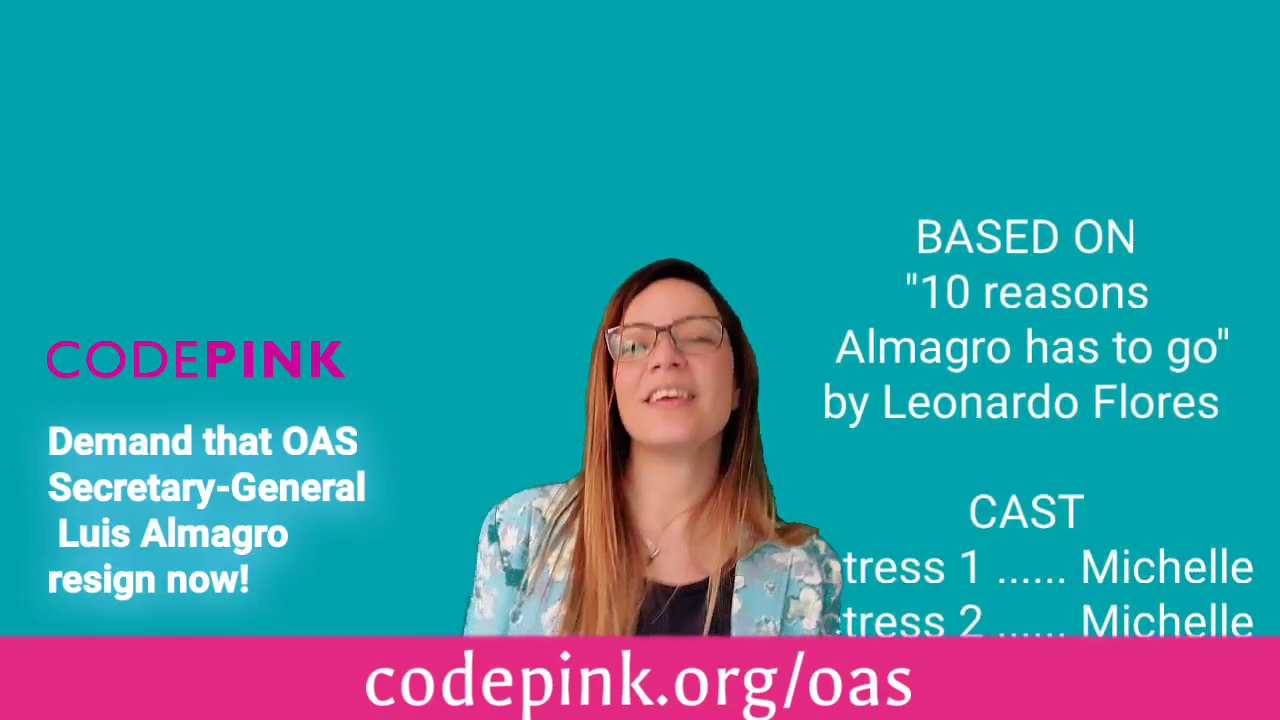 CODEPINK
Demand that OAS
Secretary-General
Luis Almagro
resign now!
BASED ON
"10 reasons
Almagro has to go"
by Leonardo Flores
CAST
tress 1 ...... Michelle
ctress 2 ...... Michelle
codepink.org/oas